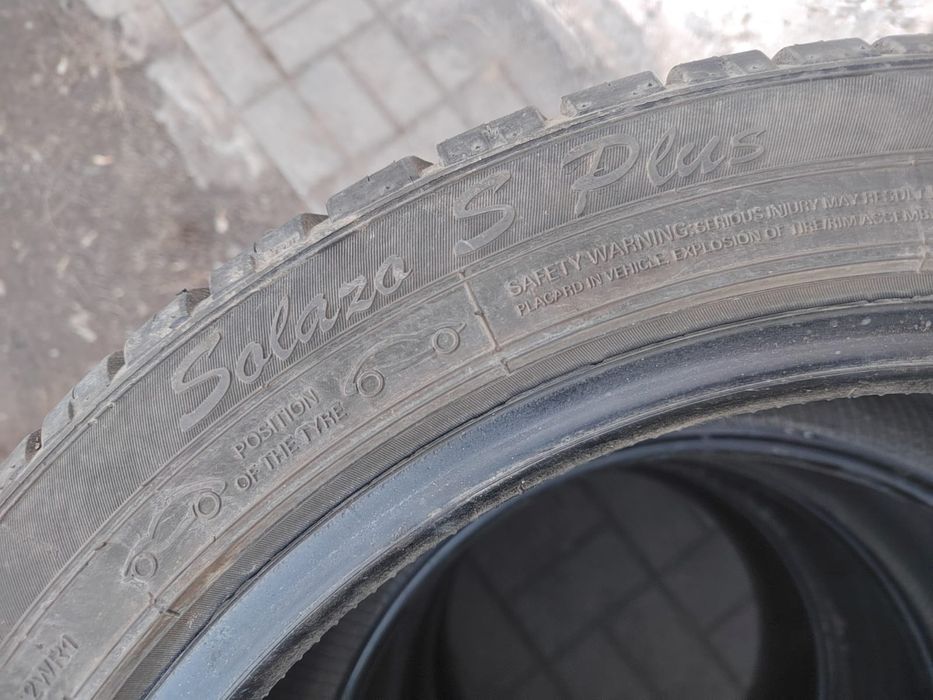 Solazo S Plus
SAFETY WARNING: SERIOUS INJURY MAY RESULT
PLACARD IN VEHICLE. EXPLOSION OF TIRE/RIM ASSEMB
POSITION
OF THE TYRE
2WR1